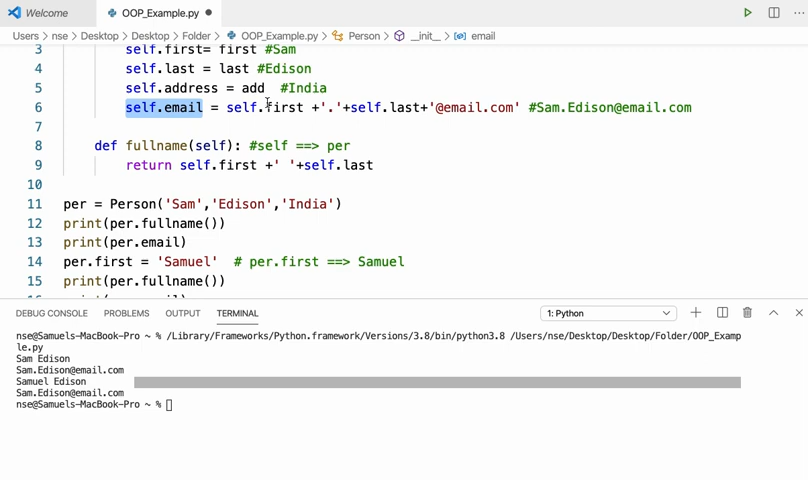 Welcome OOP_Example.py
Users > nse > Desktop > Desktop > Folder > OOP_Example.py > Person > __init__ > email
3 self.first= first #Sam
4 self.last = last #Edison
5 self.address = add #India
6 self.email = self.first +'.'+self.last+'@email.com' #Sam.Edison@email.com
7
8 def fullname(self): #self ==> per
9 return self.first +' '+self.last
10
11 per = Person('Sam','Edison','India')
12 print(per.fullname())
13 print(per.email)
14 per.first = 'Samuel' # per.first ==> Samuel
15 print(per.fullname())
DEBUG CONSOLE PROBLEMS OUTPUT TERMINAL 1: Python
nse@Samuels-MacBook-Pro ~ % /Library/Frameworks/Python.framework/Versions/3.8/bin/python3.8 /Users/nse/Desktop/Desktop/Folder/OOP_Examp
le.py
Sam Edison
Sam.Edison@email.com
Samuel Edison
Sam.Edison@email.com
nse@Samuels-MacBook-Pro ~ %